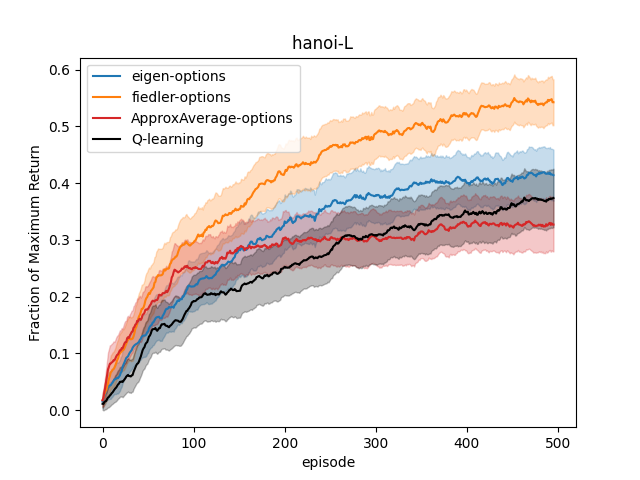 hanoi-L
eigen-options
fiedler-options
ApproxAverage-options
Q-learning
Fraction of Maximum Return
0.6
0.5
0.4
0.3
0.2
0.1
0.0
0 100 200 300 400 500
episode